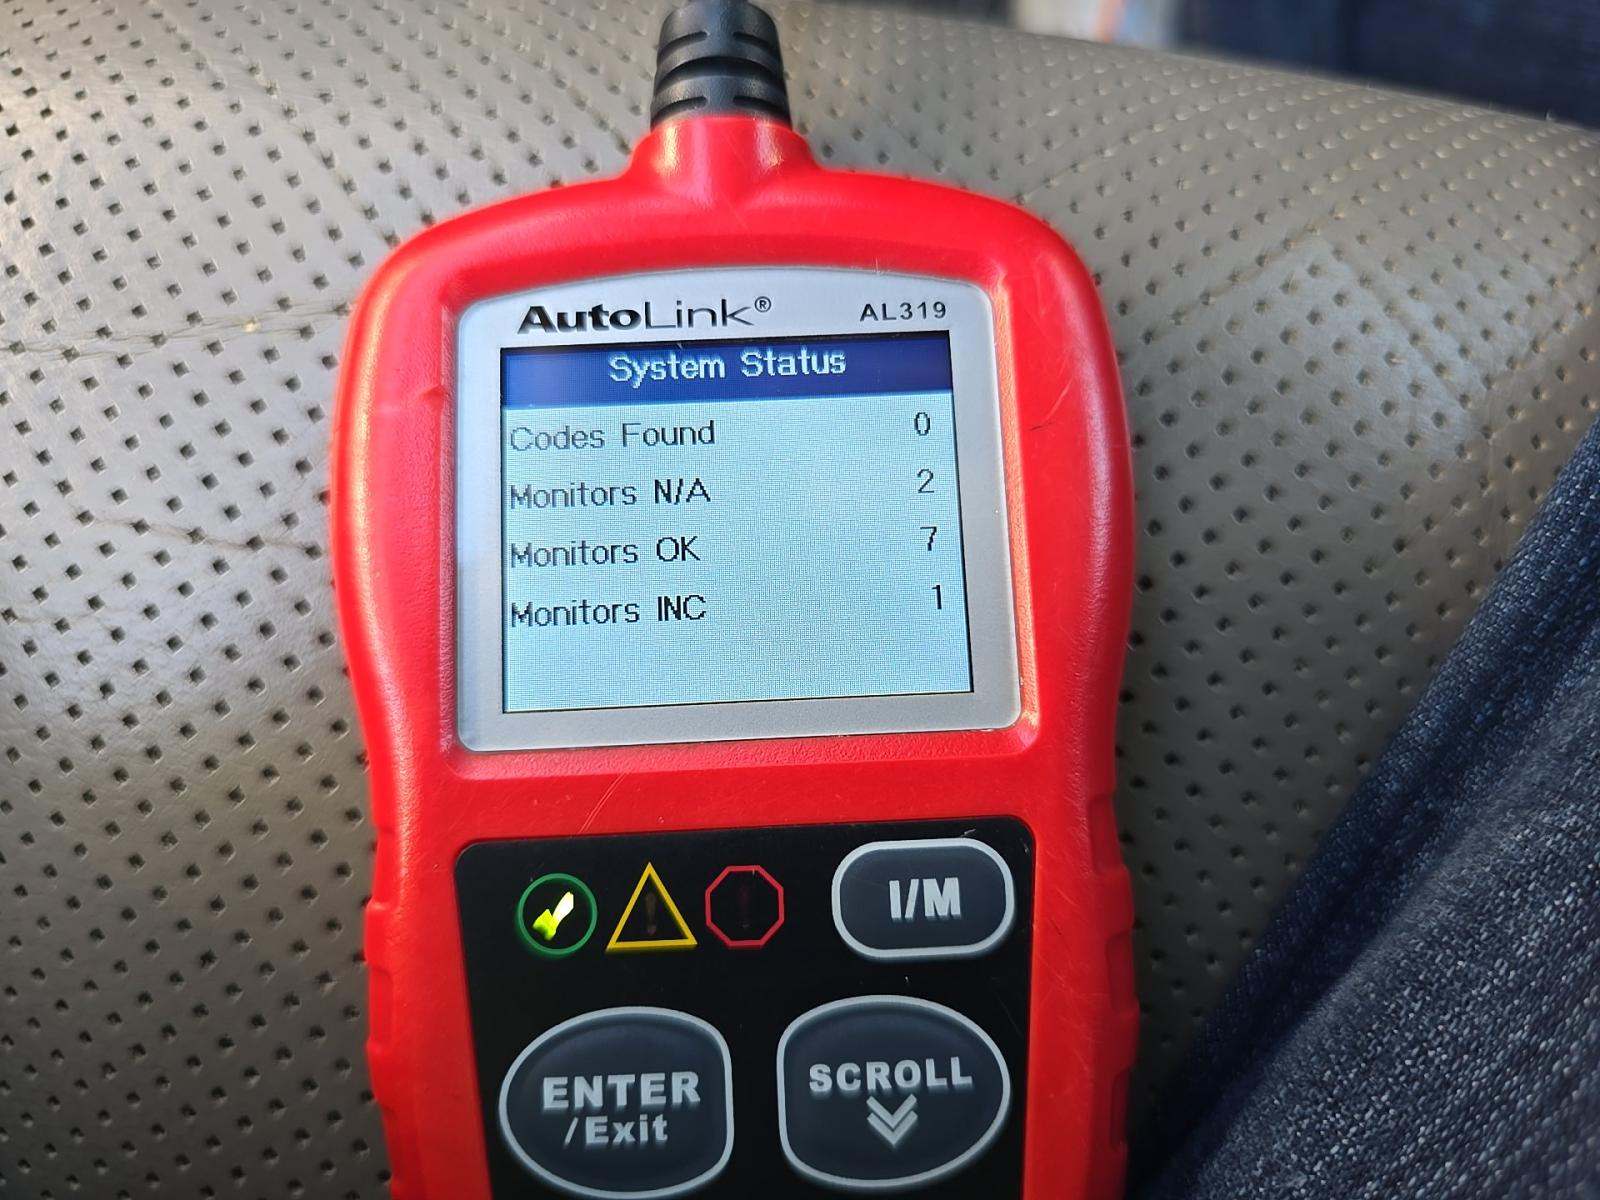 AutoLink® AL319
System Status
Codes Found 0
Monitors N/A 2
Monitors OK 7
Monitors INC 1
I/M
ENTER
/Exit
SCROLL